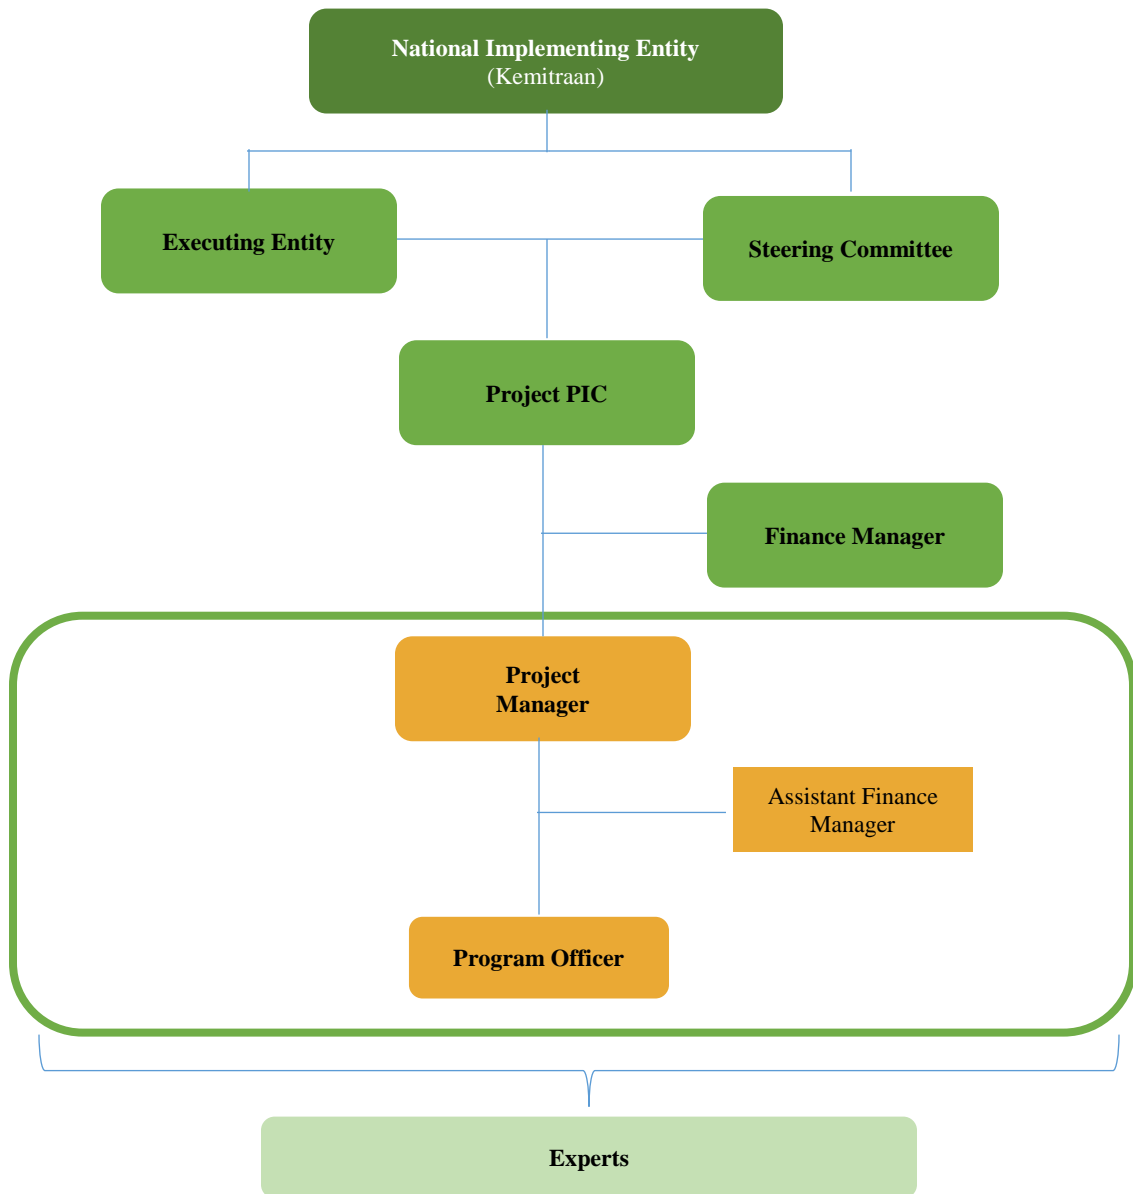 National Implementing Entity
(Kemitraan)
Executing Entity
Steering Committee
Project PIC
Finance Manager
Project
Manager
Assistant Finance
Manager
Program Officer
Experts